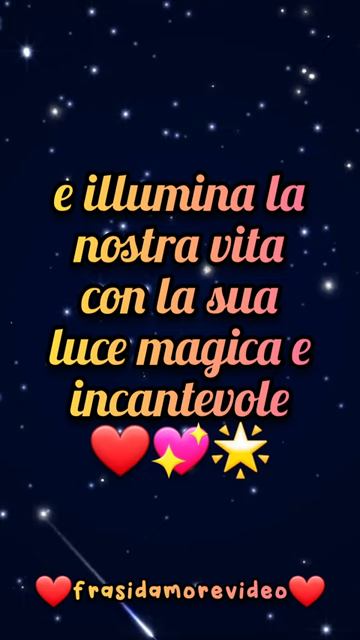 e illumina la
nostra vita
con la sua
luce magica e
incantevole
❤️💖🌟
❤️frasidamorevideo❤️